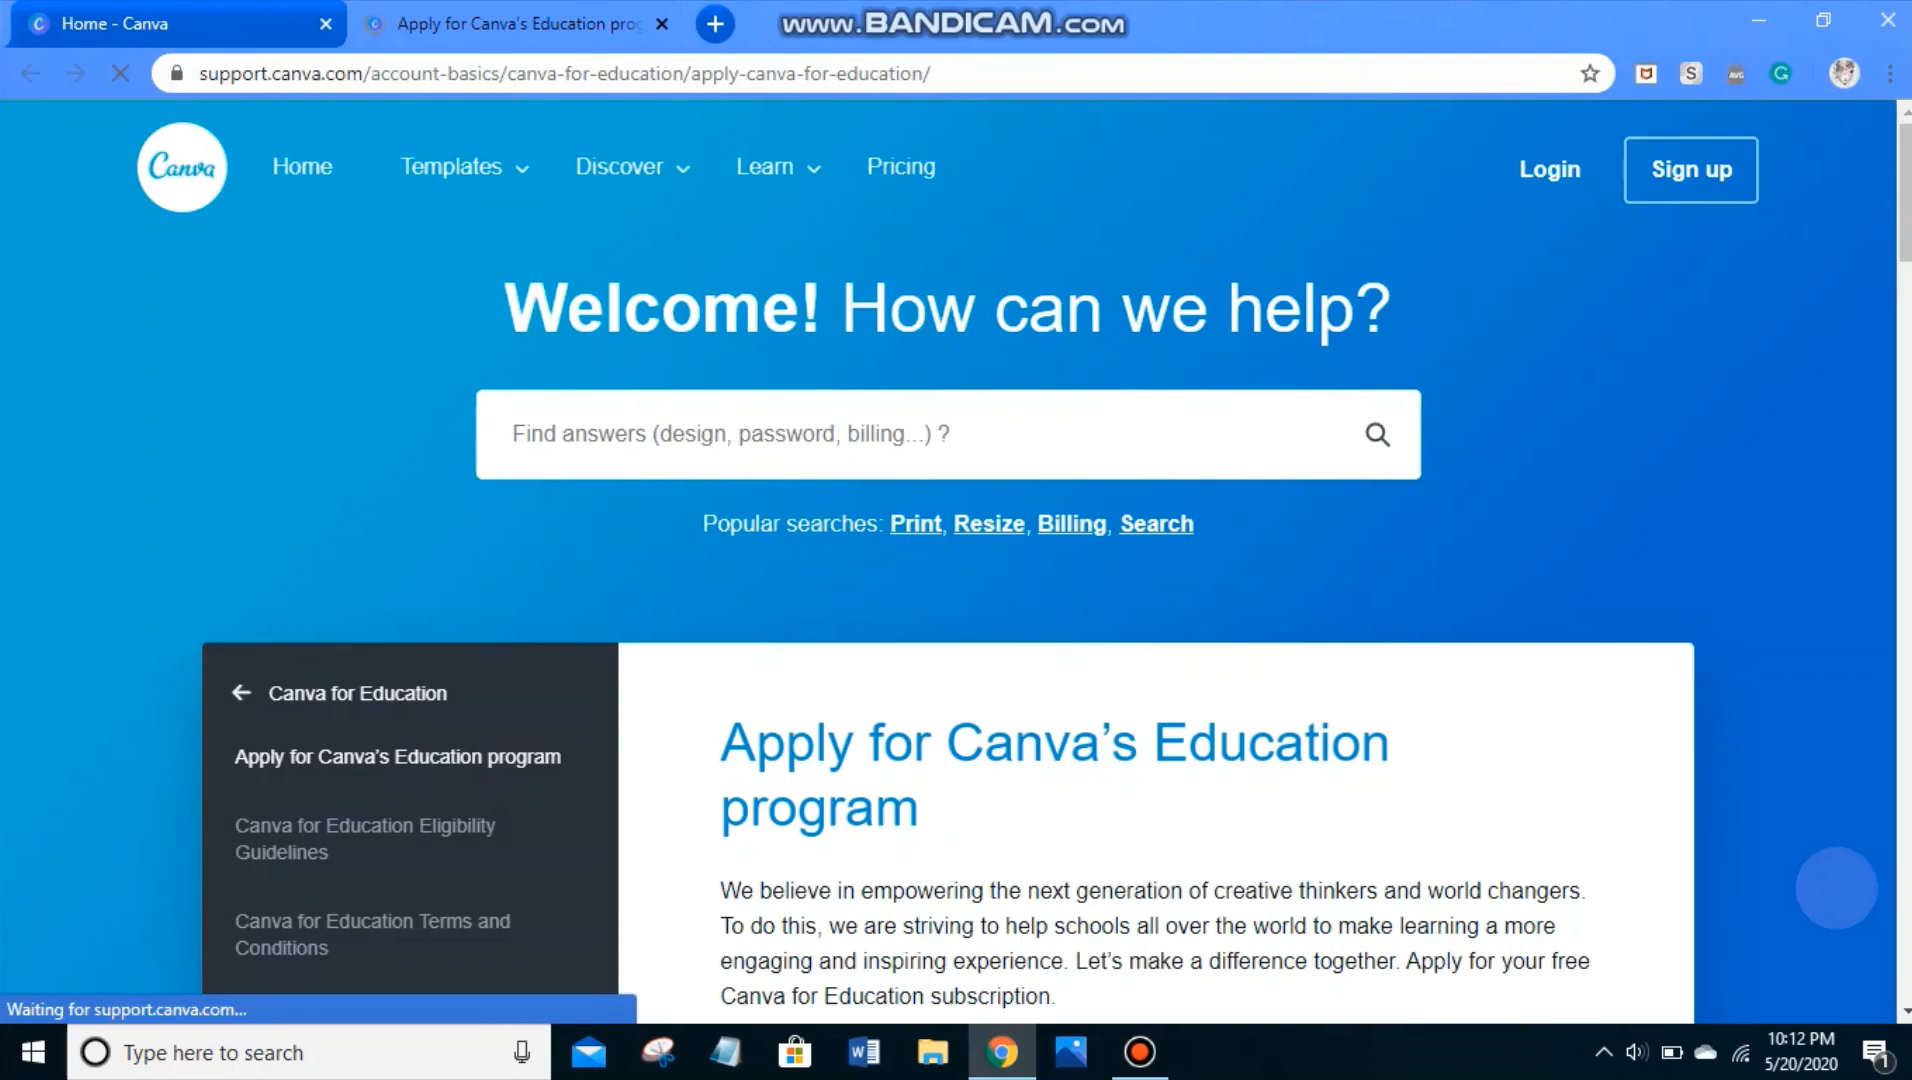 Home - Canva
Apply for Canva's Education prog
www.BANDICAM.com
support.canva.com/account-basics/canva-for-education/apply-canva-for-education/
S
AVG
G
Canva
Home
Templates
Discover
Learn
Pricing
Login
Sign up
Welcome! How can we help?
Find answers (design, password, billing...) ?
Popular searches: Print, Resize, Billing, Search
Canva for Education
Apply for Canva's Education program
Canva for Education Eligibility
Guidelines
Canva for Education Terms and
Conditions
Apply for Canva's Education
program
We believe in empowering the next generation of creative thinkers and world changers.
To do this, we are striving to help schools all over the world to make learning a more
engaging and inspiring experience. Let's make a difference together. Apply for your free
Canva for Education subscription.
Waiting for support.canva.com...
Type here to search
10:12 PM
5/20/2020
1